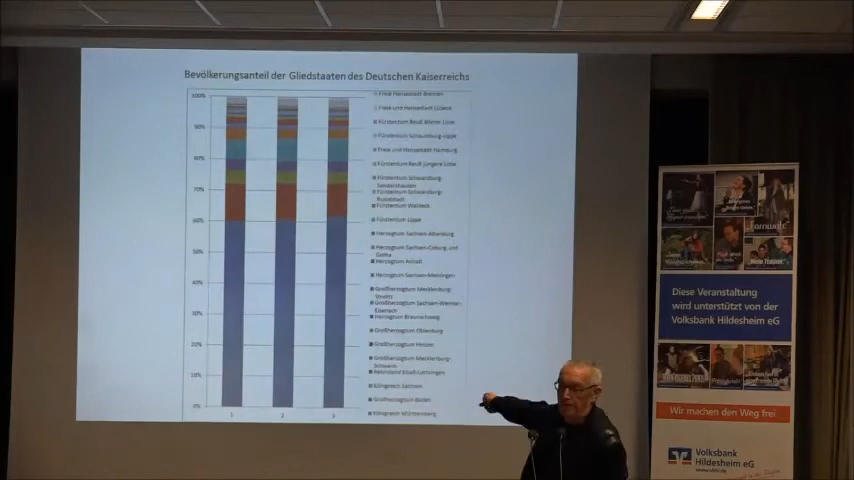 Bevölkerungsanteil der Gliedstaaten des Deutschen Kaiserreichs
100%
90%
80%
70%
60%
50%
40%
30%
20%
10%
0%
1
2
3
Freie Hansestadt Bremen
Freie und Hansestadt Lübeck
Fürstentum Reuß älterer Linie
Fürstentum Schaumburg-Lippe
Freie und Hansestadt Hamburg
Fürstentum Reuß jüngere Linie
Fürstentum Schwarzburg-
Sondershausen
Fürstentum Schwarzburg-
Rudolstadt
Fürstentum Waldeck
Fürstentum Lippe
Herzogtum Sachsen-Altenburg
Herzogtum Sachsen-Coburg und
Gotha
Herzogtum Anhalt
Herzogtum Sachsen-Meiningen
Großherzogtum Mecklenburg-
Strelitz
Großherzogtum Sachsen-Weimar-
Eisenach
Herzogtum Braunschweig
Großherzogtum Oldenburg
Großherzogtum Hessen
Großherzogtum Mecklenburg-
Schwerin
Reichsland Elsaß-Lothringen
Königreich Sachsen
Großherzogtum Baden
Königreich Württemberg
Diese Veranstaltung
wird unterstützt von der
Volksbank Hildesheim eG
Wir machen den Weg frei
Volksbank
Hildesheim eG